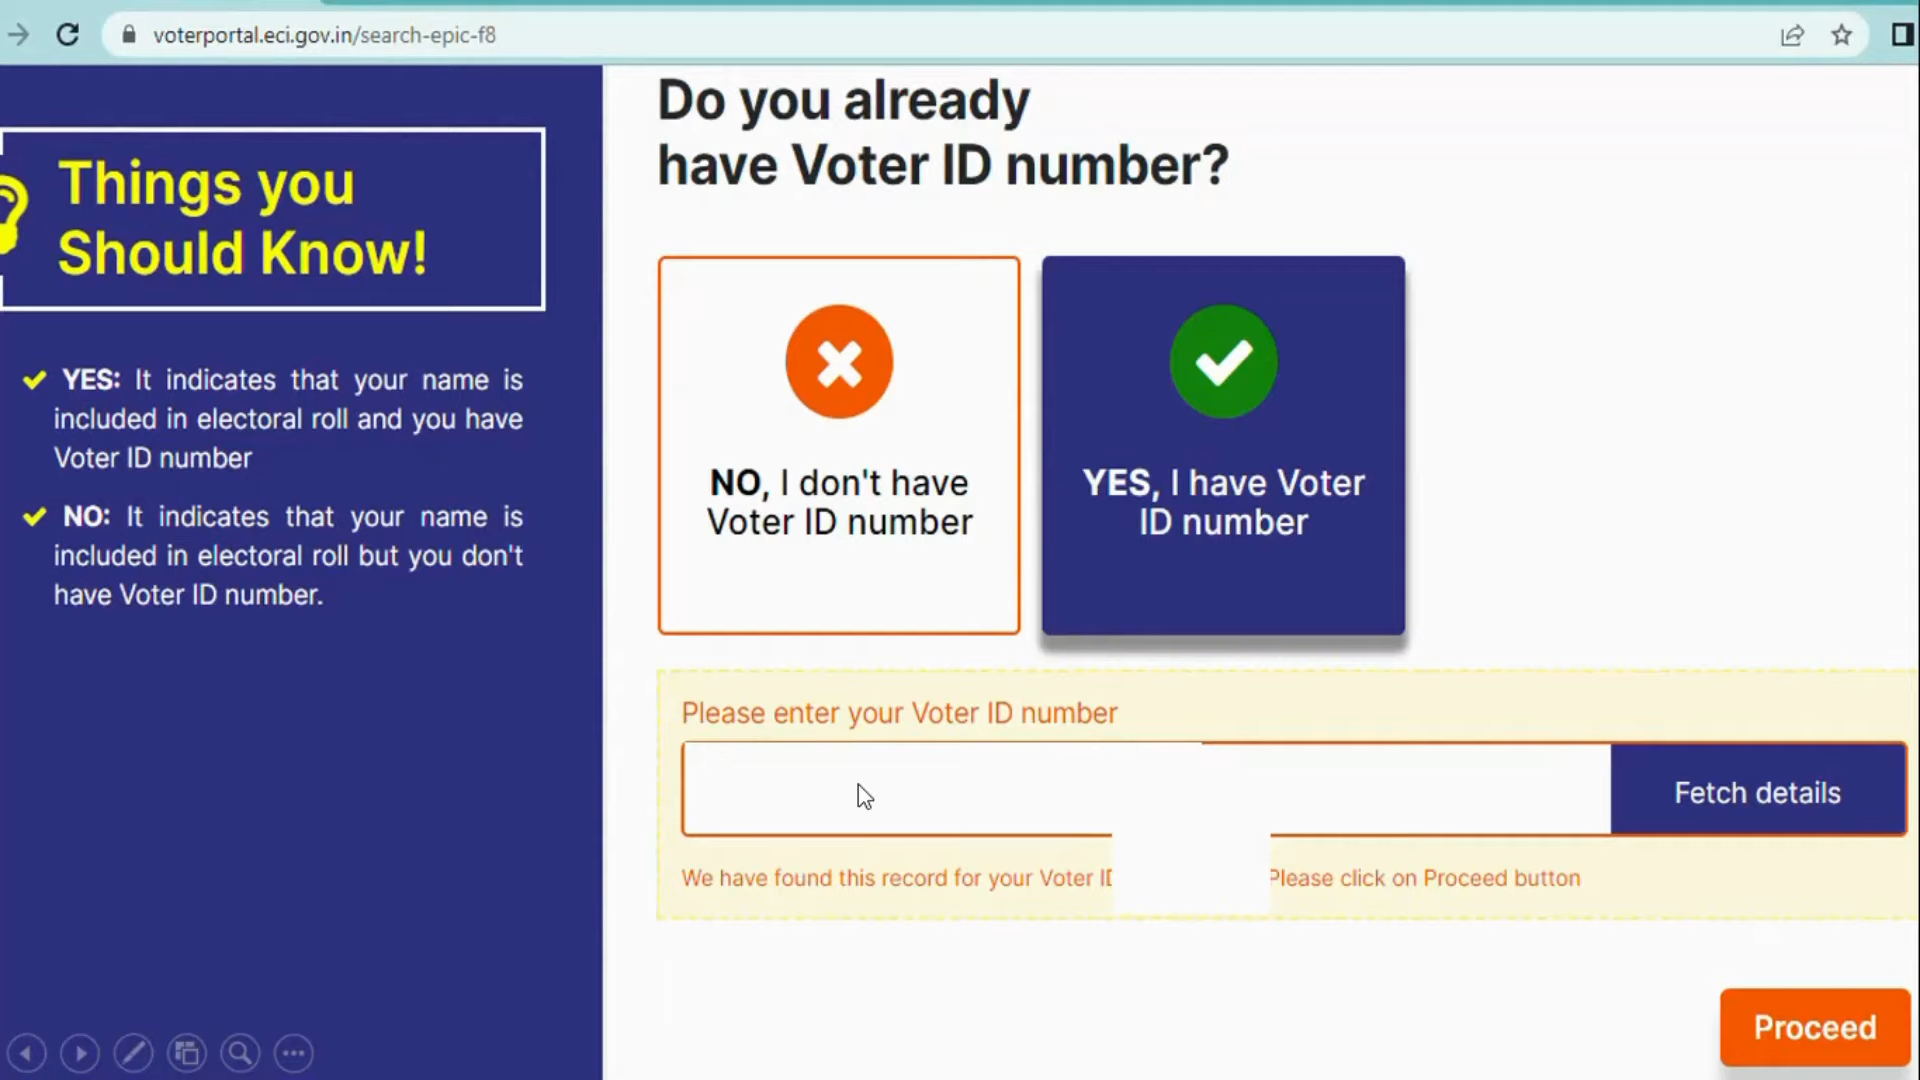 voterportal.eci.gov.in/search-epic-f8
Things you
Should Know!
YES: It indicates that your name is
included in electoral roll and you have
Voter ID number
NO: It indicates that your name is
included in electoral roll but you don't
have Voter ID number.
Do you already
have Voter ID number?
NO, I don't have
Voter ID number
YES, I have Voter
ID number
Please enter your Voter ID number
Fetch details
We have found this record for your Voter ID Please click on Proceed button
Proceed